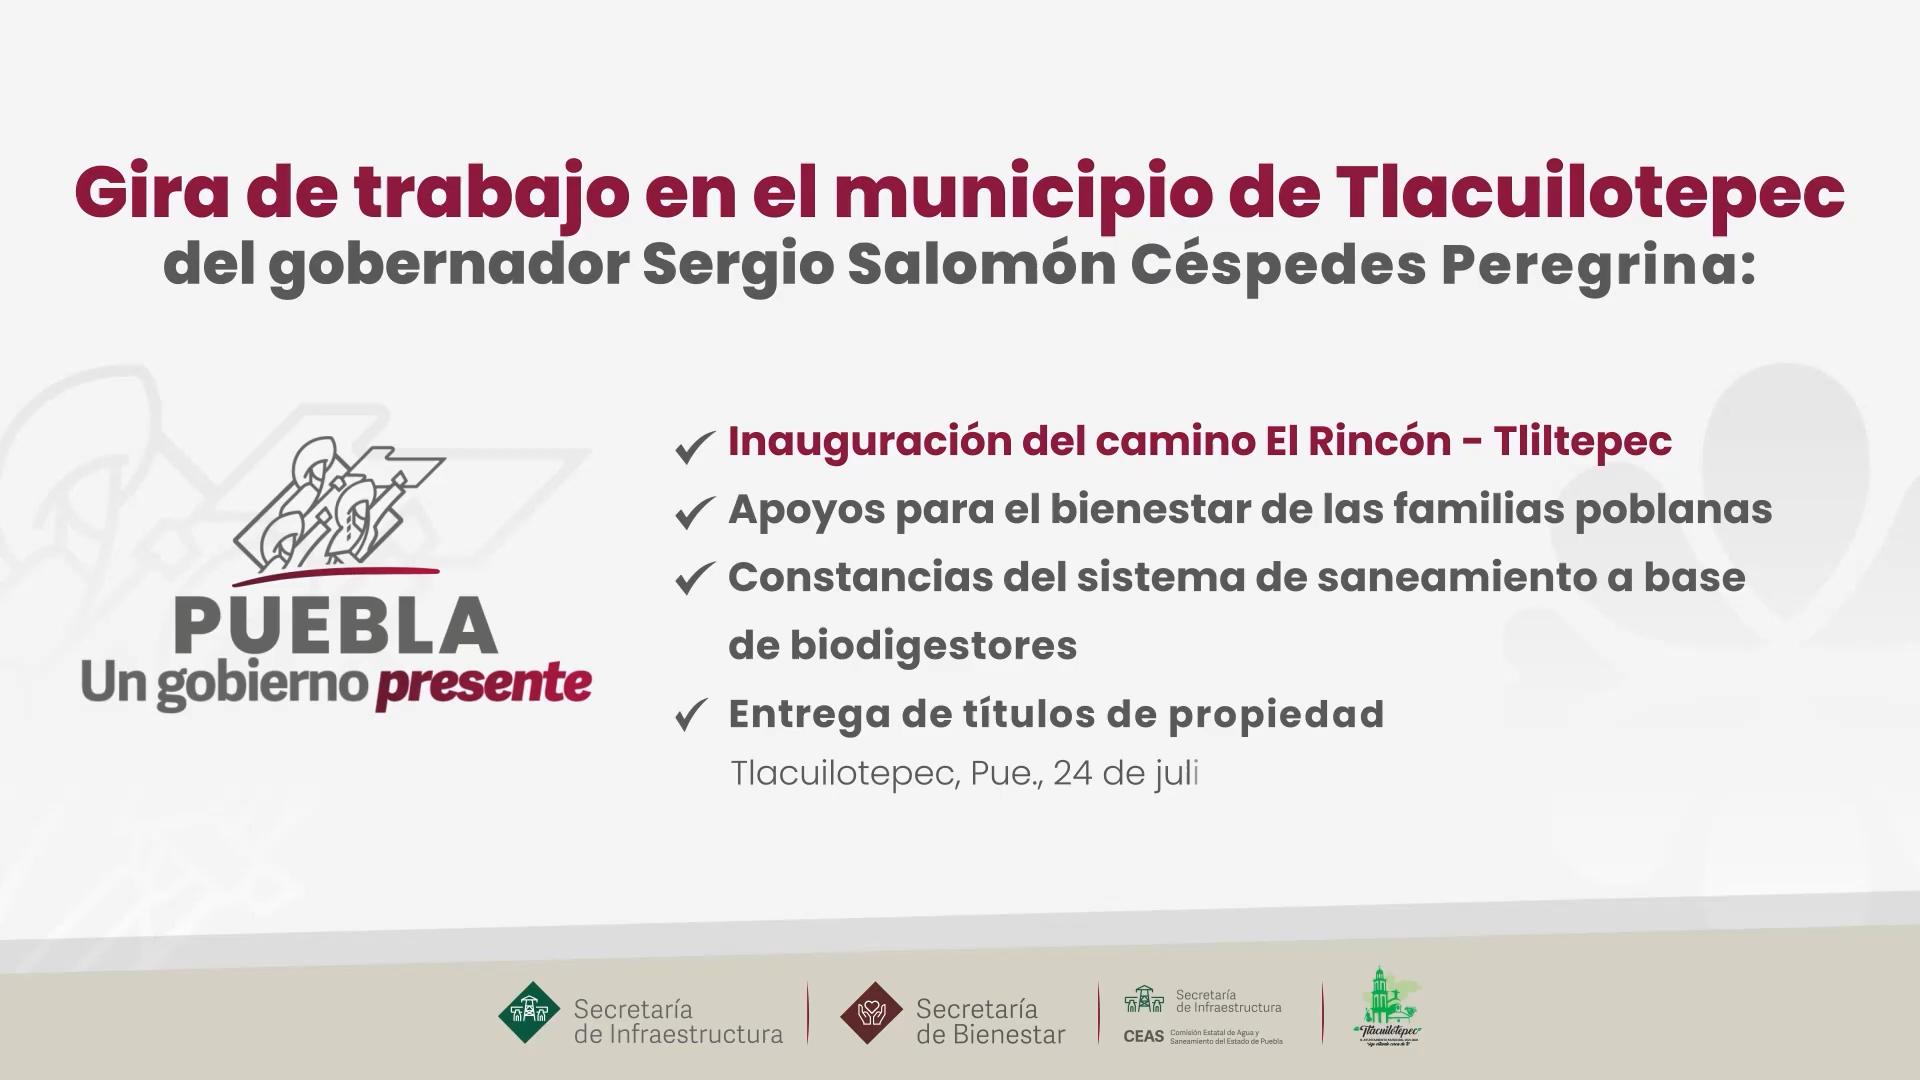 Gira de trabajo en el municipio de Tlacuilotepec
del gobernador Sergio Salomón Céspedes Peregrina:
Inauguración del camino El Rincón - Tliltepec
Apoyos para el bienestar de las familias poblanas
Constancias del sistema de saneamiento a base
de biodigestores
Entrega de títulos de propiedad
Tlacuilotepec, Pue., 24 de juli
PUEBLA
Un gobierno presente
Secretaría
de Infraestructura
Secretaría
de Bienestar
Secretaría
de Infraestructura
CEAS
Comisión Estatal de Agua y
Saneamiento del Estado de Puebla
Tlacuilotepec